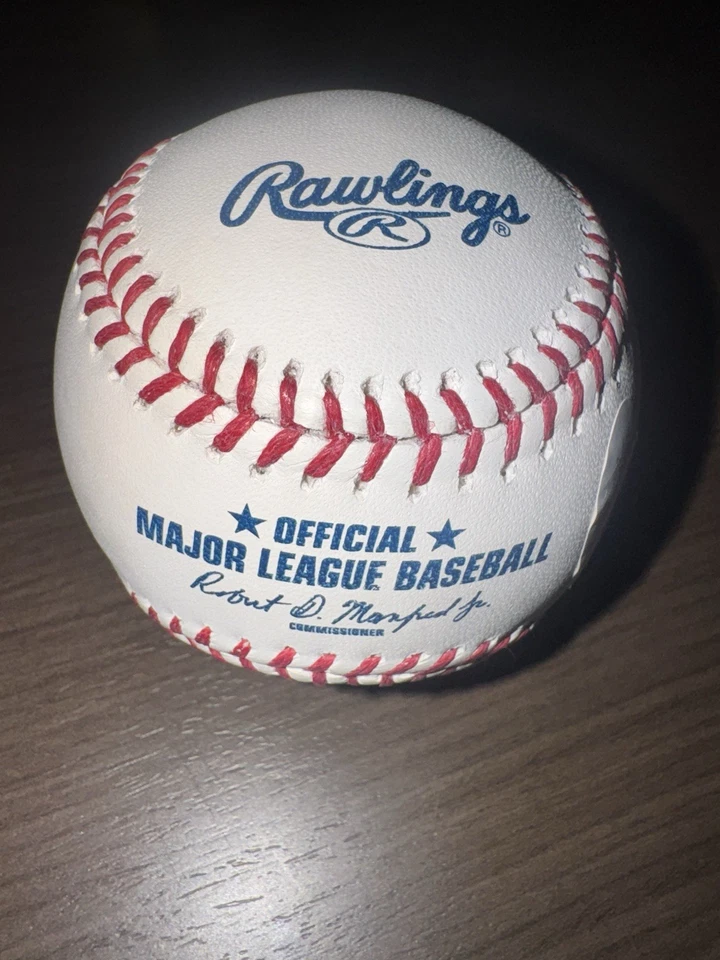 Rawlings®
R
★ OFFICIAL ★
MAJOR LEAGUE BASEBALL
Robert D. Manfred Jr.
COMMISSIONER